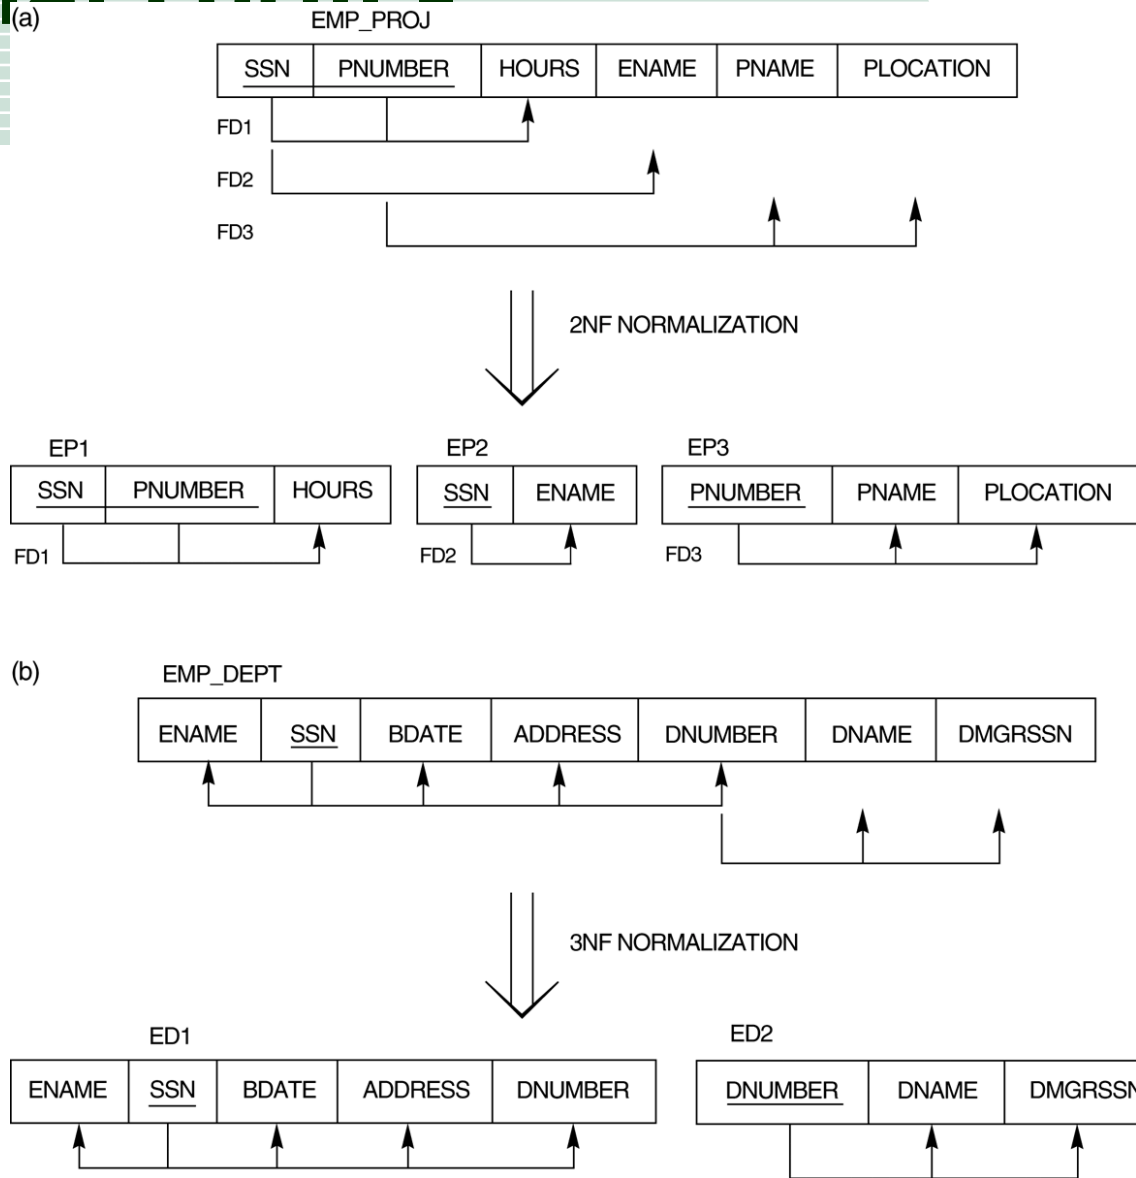 (a)
EMP_PROJ
SSN PNUMBER HOURS ENAME PNAME PLOCATION
FD1
FD2
FD3
2NF NORMALIZATION
EP1 EP2 EP3
SSN PNUMBER HOURS SSN ENAME PNUMBER PNAME PLOCATION
FD1 FD2 FD3
(b)
EMP_DEPT
ENAME SSN BDATE ADDRESS DNUMBER DNAME DMGRSSN
3NF NORMALIZATION
ED1 ED2
ENAME SSN BDATE ADDRESS DNUMBER DNUMBER DNAME DMGRSSN